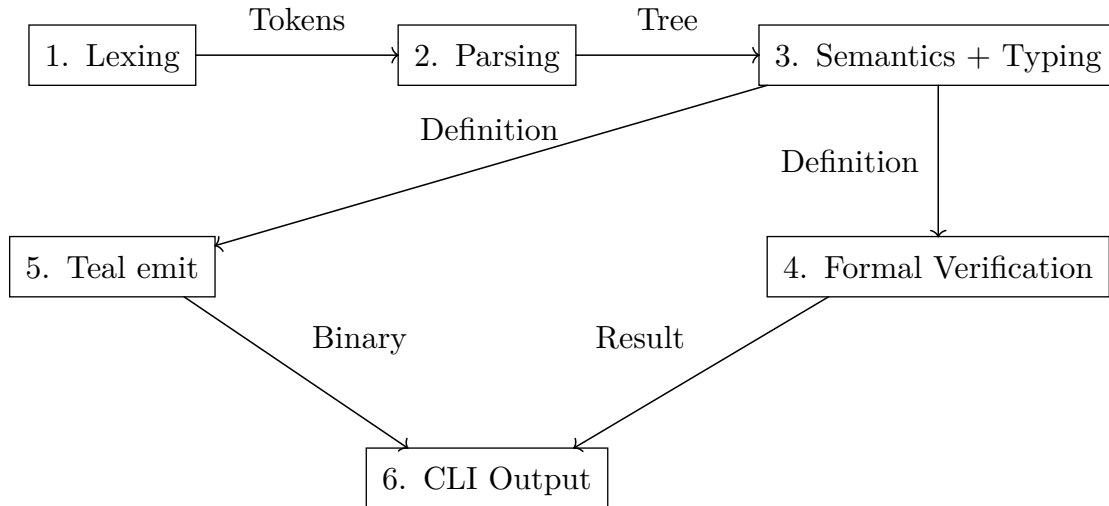 Tokens
Tree
1. Lexing
2. Parsing
3. Semantics + Typing
Definition
Definition
5. Teal emit
4. Formal Verification
Binary
Result
6. CLI Output